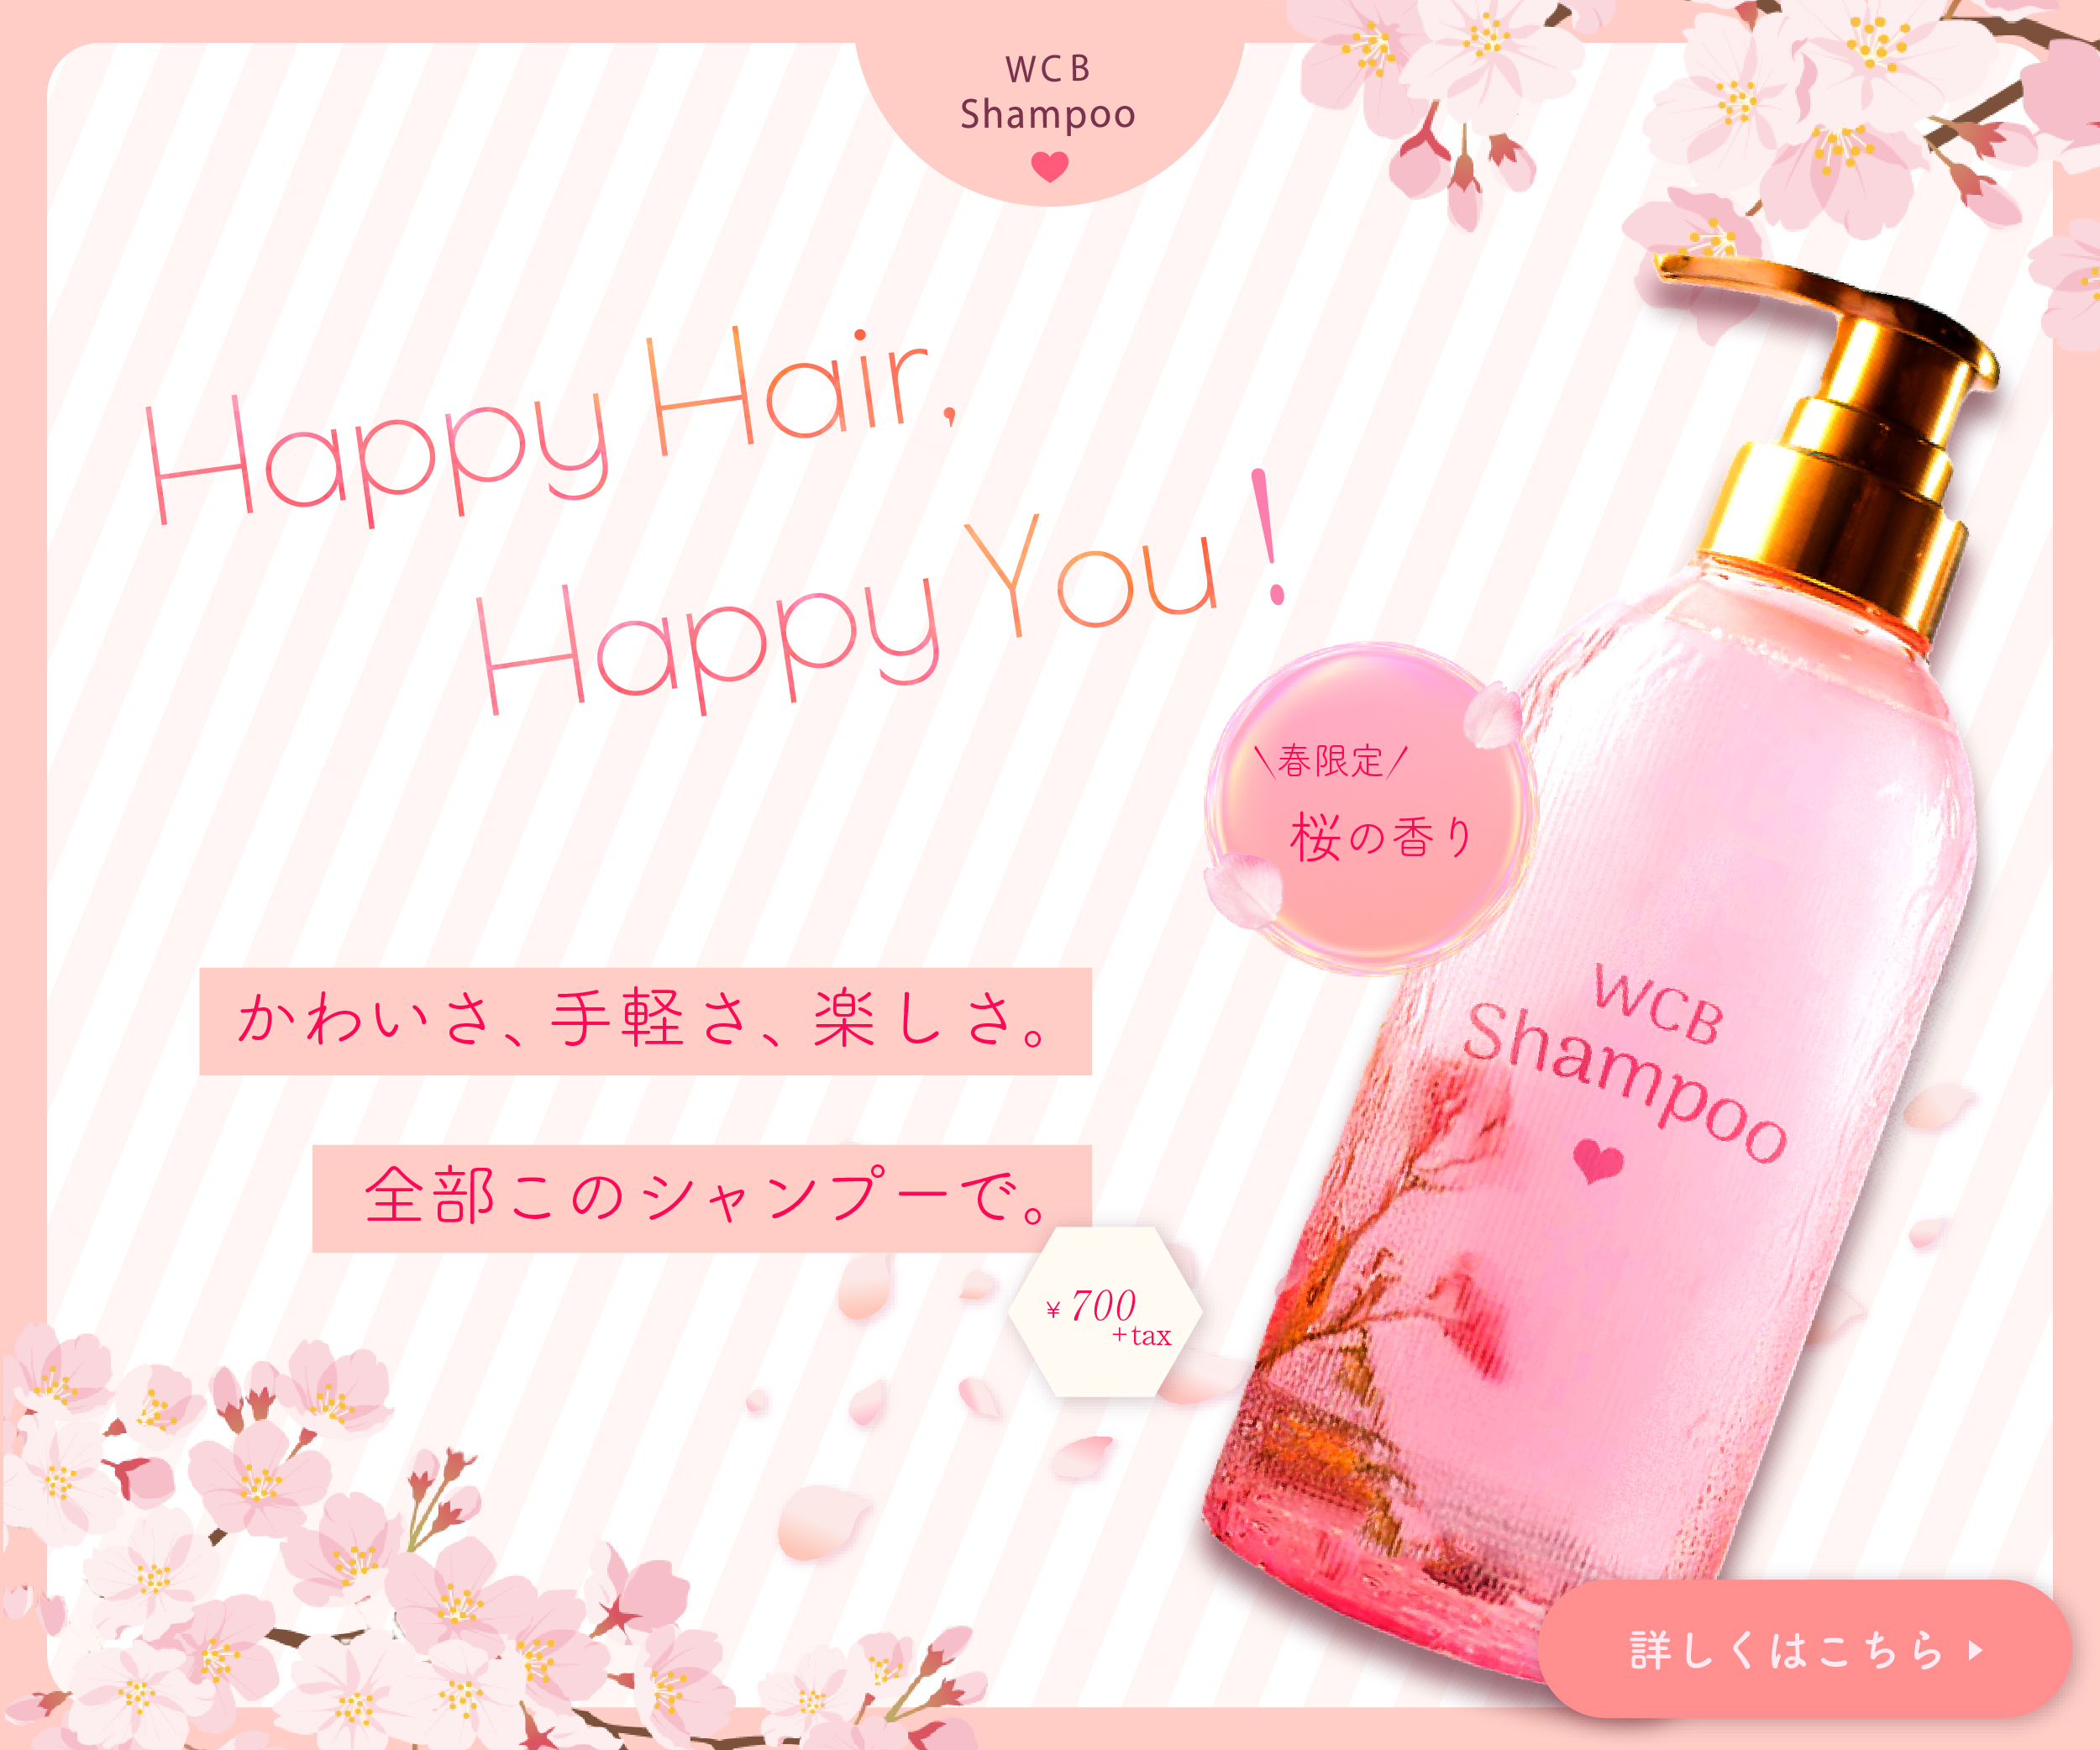 WCB
Shampoo
Happy Hair,
Happy You!
\春限定/
桜の香り
かわいさ、手軽さ、楽しさ。
全部このシャンプーで。
¥700
+tax
WCB
Shampoo
詳しくはこちら